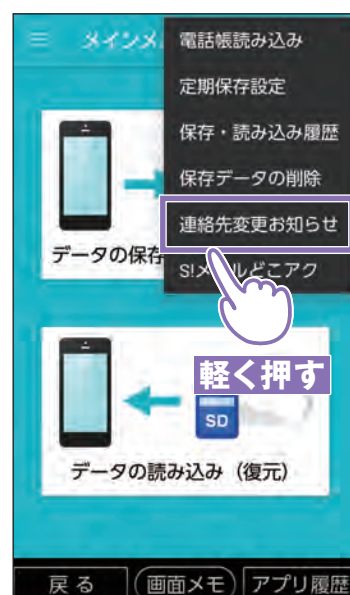 メインメ
電話帳読み込み
定期保存設定
保存・読み込み履歴
保存データの削除
連絡先変更お知らせ
S!メールどこアク
データの保存
軽く押す
SD
データの読み込み（復元）
戻る
画面メモ
アプリ履歴